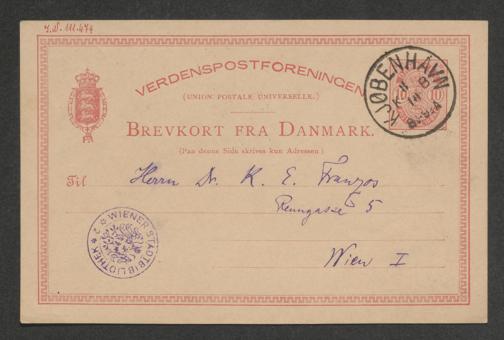 I.N. 111.474
VERDENSPOSTFORENINGEN
(UNION POSTALE UNIVERSELLE.)
BREVKORT FRA DANMARK.
(Paa denne Side skrives kun Adressen)
KJØBENHAVN
Til Herrn Dr. K. E. Franzos
Renngasse 5
Wien I
WIENER STADTBIBLIOTHEK